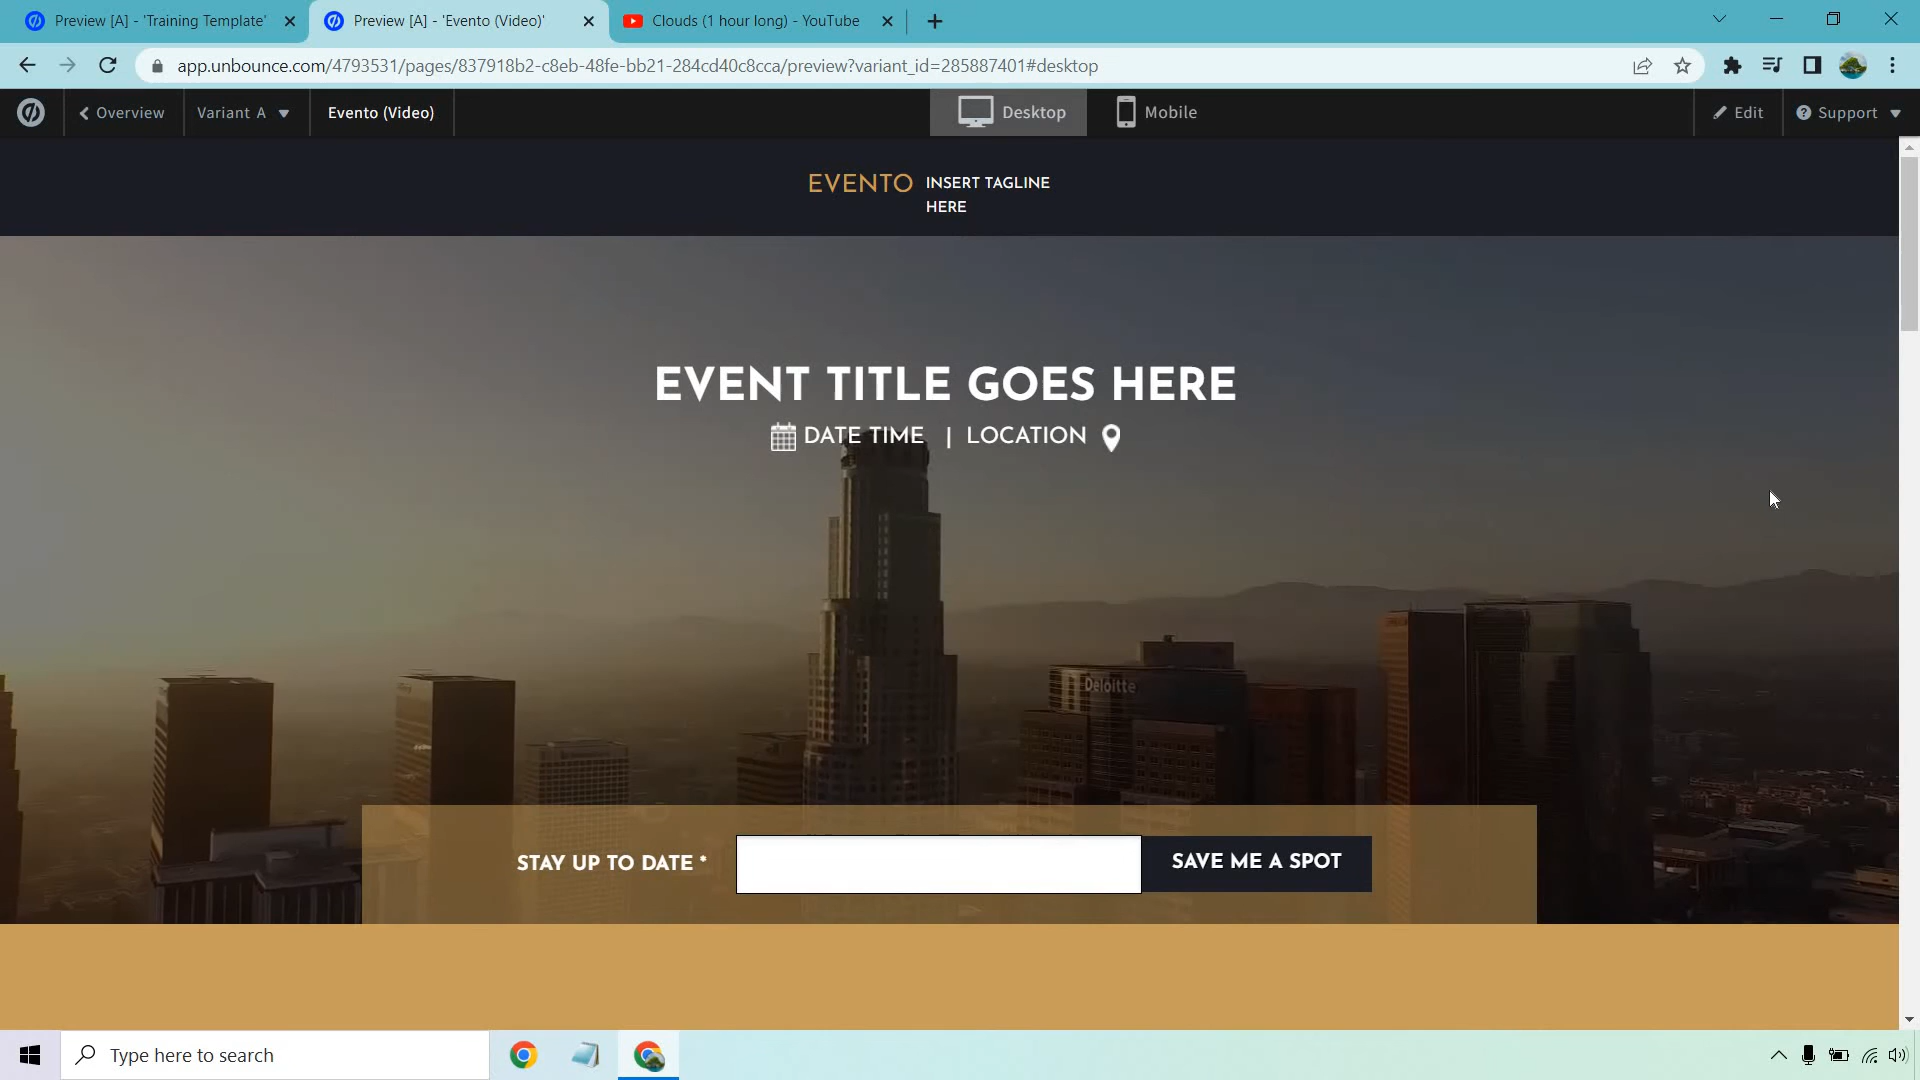 Preview [A] - 'Training Template'
Preview [A] - 'Evento (Video)'
Clouds (1 hour long) - YouTube
app.unbounce.com/4793531/pages/837918b2-c8eb-48fe-bb21-284cd40c8cca/preview?variant_id=285887401#desktop
Overview
Variant A
Evento (Video)
Desktop
Mobile
Edit
Support
EVENTO
INSERT TAGLINE
HERE
EVENT TITLE GOES HERE
DATE TIME | LOCATION
Deloitte
STAY UP TO DATE *
SAVE ME A SPOT
Type here to search